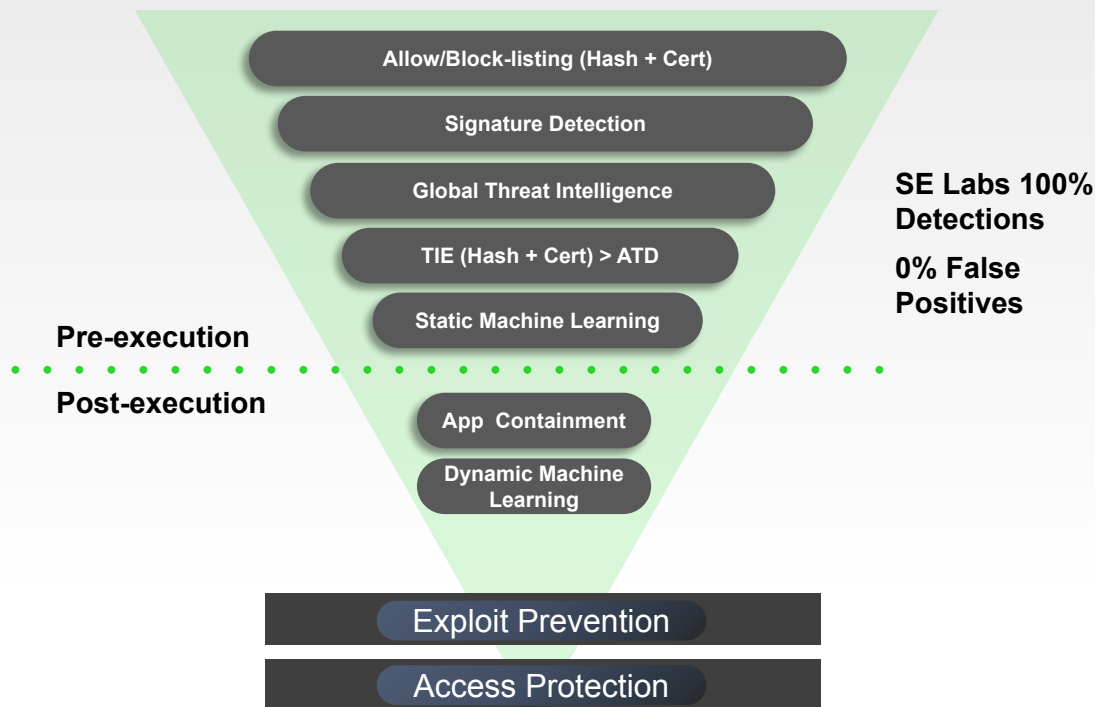 Allow/Block-listing (Hash + Cert)
Signature Detection
Global Threat Intelligence
TIE (Hash + Cert) > ATD
Static Machine Learning
SE Labs 100%
Detections
0% False
Positives
Pre-execution
Post-execution
App Containment
Dynamic Machine
Learning
Exploit Prevention
Access Protection